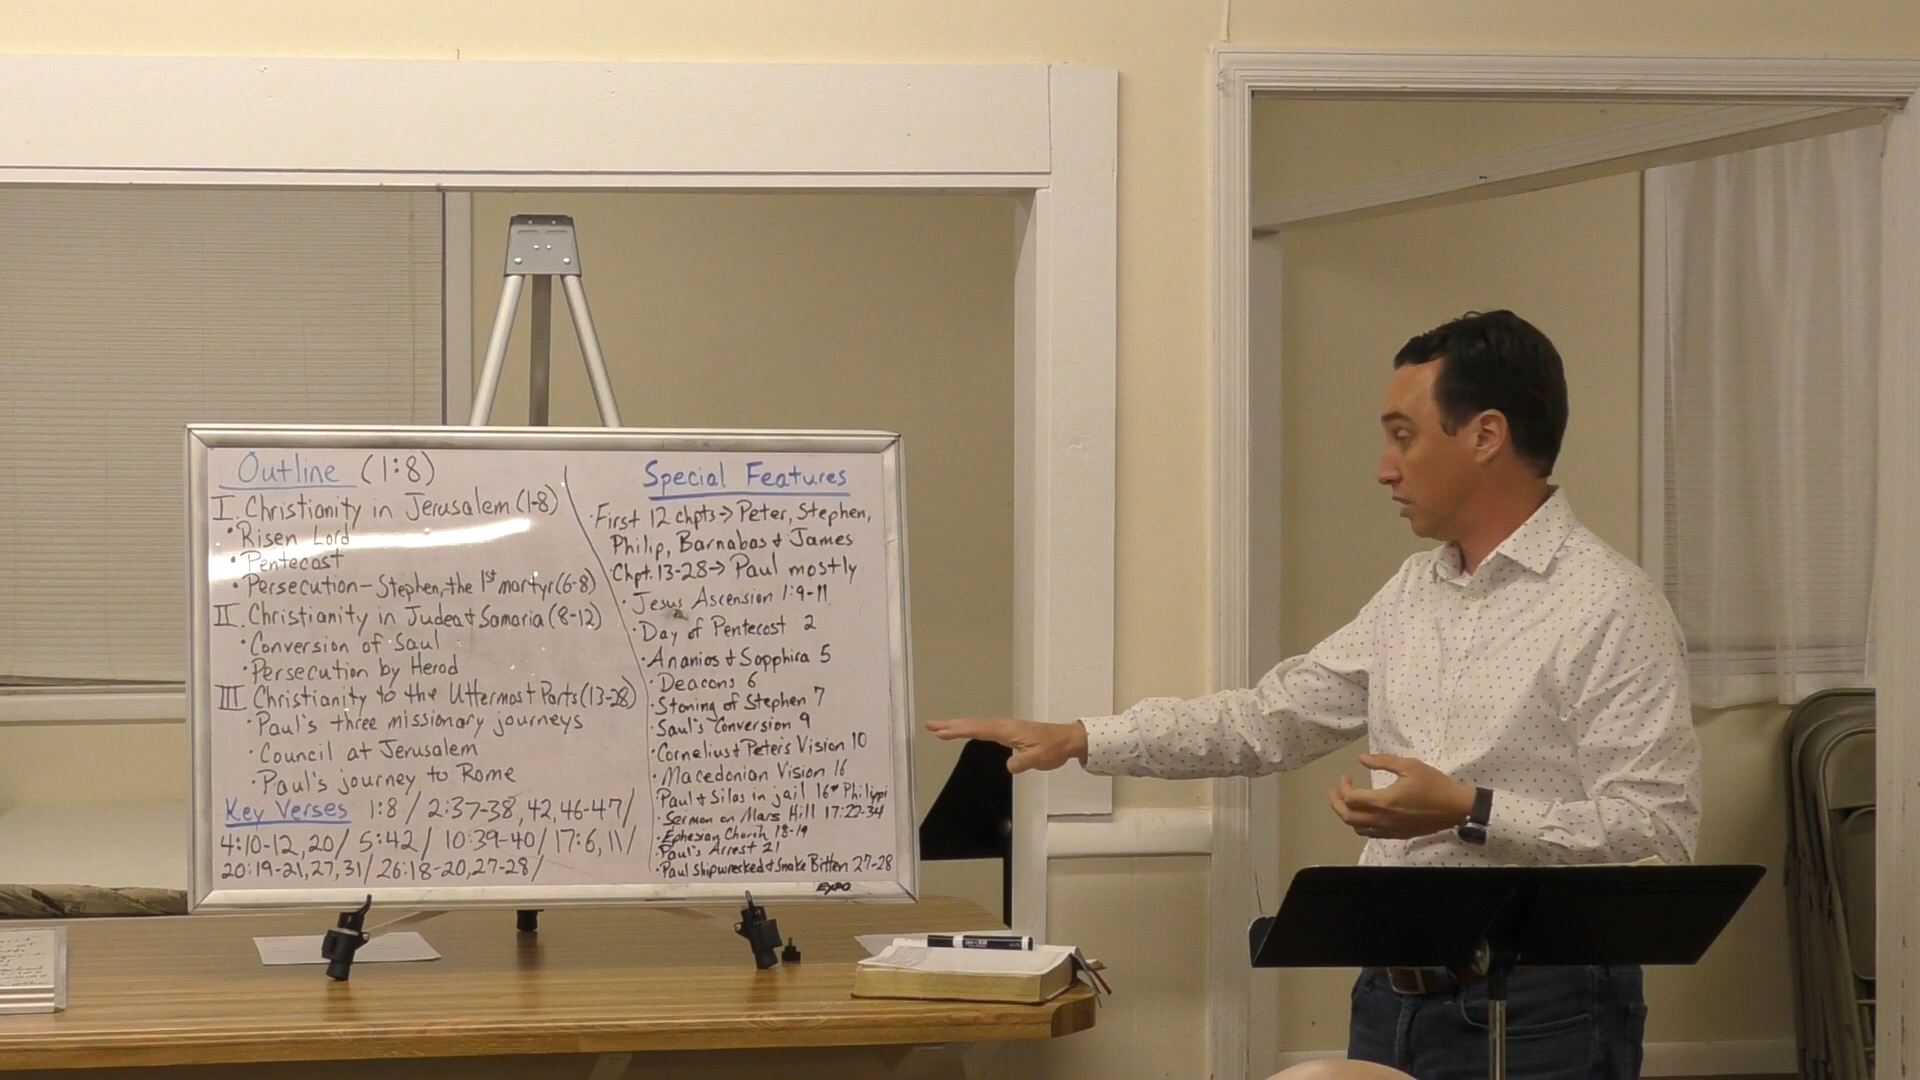 Outline (1:8)
I. Christianity in Jerusalem (1-8)
• Risen Lord
• Pentecost
• Persecution - Stephen, the 1st martyr (6-8)
II. Christianity in Judea & Samaria (8-12)
• Conversion of Saul
• Persecution by Herod
III Christianity to the Uttermost Parts (13-28)
• Paul's three missionary journeys
• Council at Jerusalem
• Paul's journey to Rome
Key Verses 1:8 / 2:37-38, 42, 46-47 /
4:10-12, 20 / 5:42 / 10:39-40 / 17:6, 11 /
20:19-21, 27, 31 / 26:18-20, 27-28 /
Special Features
• First 12 chpts → Peter, Stephen,
Philip, Barnabas & James
• Chpt. 13-28 → Paul mostly
• Jesus Ascension 1:9-11
• Day of Pentecost 2
• Ananias & Sapphira 5
• Deacons 6
• Stoning of Stephen 7
• Saul's Conversion 9
• Cornelius & Peter's Vision 10
• Macedonian Vision 16
• Paul & Silas in jail 16 Philippi
• Sermon on Mars Hill 17:22-34
• Ephesian Church 18-19
• Paul's Arrest 21
• Paul shipwrecked & Snake Bitten 27-28
EXPO